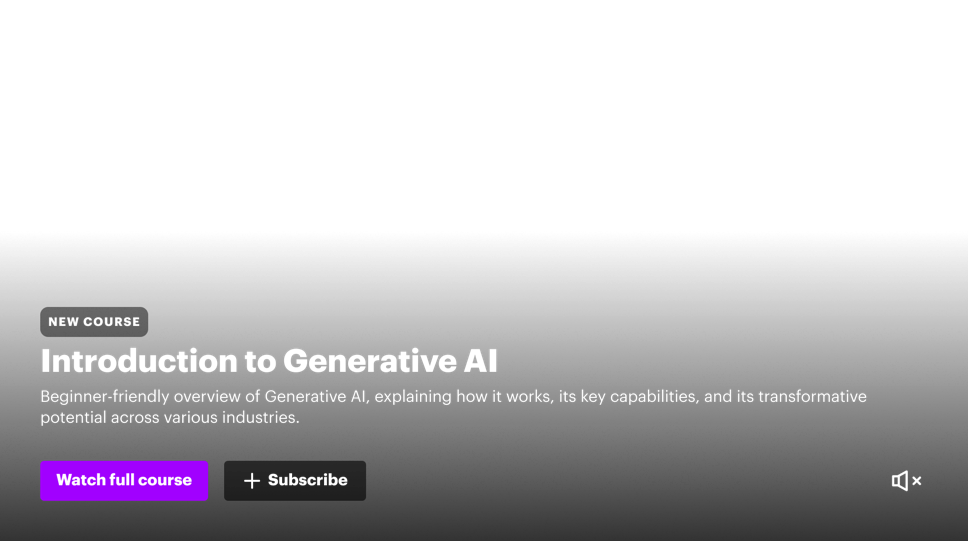 NEW COURSE
Introduction to Generative AI
Beginner-friendly overview of Generative AI, explaining how it works, its key capabilities, and its transformative
potential across various industries.
Watch full course
Subscribe